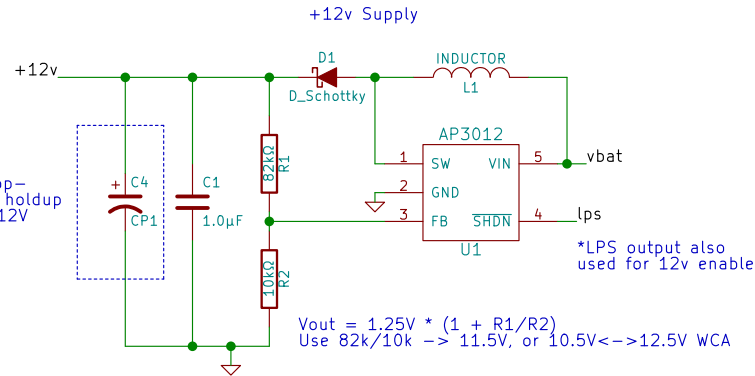 +12v Supply
+12v
D1
D_Schottky
INDUCTOR
L1
AP3012
1 SW VIN 5 vbat
2 GND
3 FB SHDN 4 lps
U1
*LPS output also
used for 12v enable
82kΩ R1
10kΩ R2
+ C4
CP1
C1
1.0µF
holdup
12V
Vout = 1.25V * (1 + R1/R2)
Use 82k/10k -> 11.5V, or 10.5V<->12.5V WCA